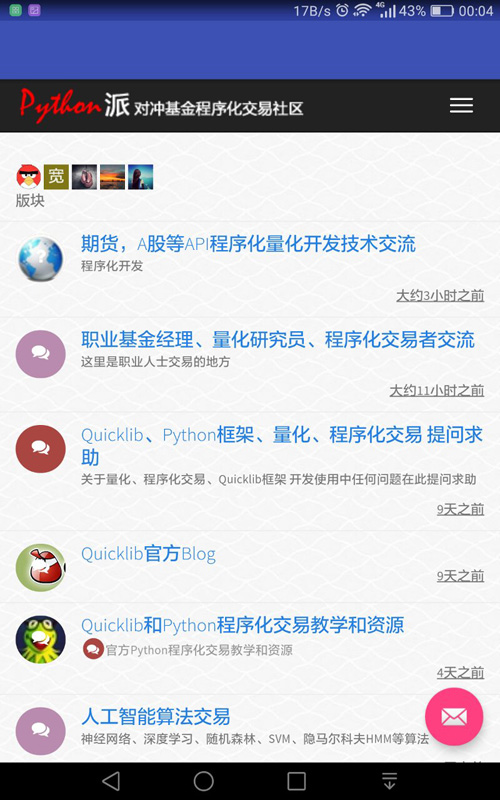 17B/s 4G 43% 00:04
Python派 对冲基金程序化交易社区
宽
版块
期货，A股等API程序化量化开发技术交流
程序化开发
大约3小时之前
职业基金经理、量化研究员、程序化交易者交流
这里是职业人士交易的地方
大约11小时之前
Quicklib、Python框架、量化、程序化交易 提问求
助
关于量化、程序化交易、Quicklib框架 开发使用中任何问题在此提问求助
9天之前
Quicklib官方Blog
9天之前
Quicklib和Python程序化交易教学和资源
官方Python程序化交易教学和资源
4天之前
人工智能算法交易
神经网络、深度学习、随机森林、SVM、隐马尔科夫HMM等算法